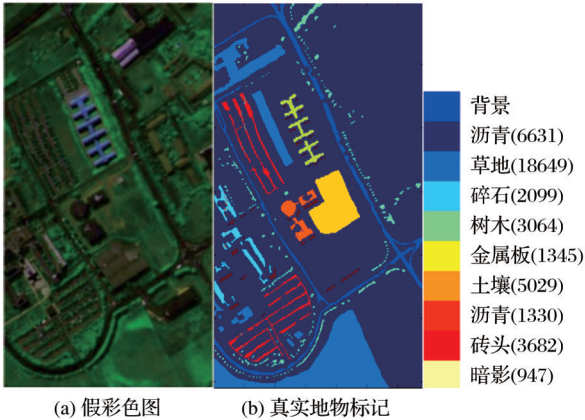 背景
沥青(6631)
草地(18649)
碎石(2099)
树木(3064)
金属板(1345)
土壤(5029)
沥青(1330)
砖头(3682)
暗影(947)
(a) 假彩色图
(b) 真实地物标记